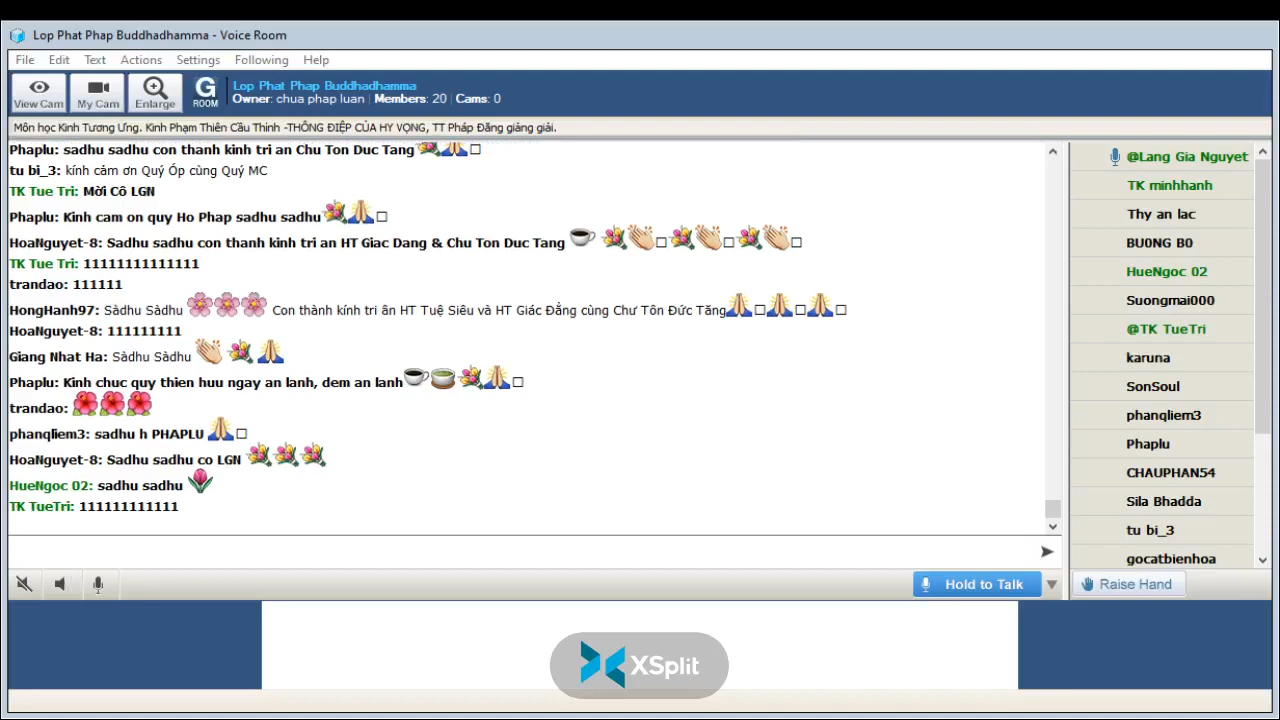 Lop Phat Phap Buddhadhamma - Voice Room
File Edit Text Actions Settings Following Help
View Cam My Cam Enlarge G ROOM
Lop Phat Phap Buddhadhamma
Owner: chua phap luan | Members: 20 | Cams: 0
Môn học Kinh Tương Ưng. Kinh Phạm Thiên Cầu Thỉnh -THÔNG ĐIỆP CỦA HY VỌNG, TT Pháp Đăng giảng giải.
Phaplu: sadhu sadhu con thanh kinh tri an Chu Ton Duc Tang
tu bi_3: kính cảm ơn Quý Óp cùng Quý MC
TK Tue Tri: Mời Cô LGN
Phaplu: Kinh cam on quy Ho Phap sadhu sadhu
HoaNguyet-8: Sadhu sadhu con thanh kinh tri an HT Giac Dang & Chu Ton Duc Tang
TK Tue Tri: 11111111111111
trandao: 111111
HongHanh97: Sàdhu Sàdhu Con thành kính tri ân HT Tuệ Siêu và HT Giác Đẳng cùng Chư Tôn Đức Tăng
HoaNguyet-8: 111111111
Giang Nhat Ha: Sàdhu Sàdhu
Phaplu: Kinh chuc quy thien huu ngay an lanh, dem an lanh
trandao:
phanqliem3: sadhu h PHAPLU
HoaNguyet-8: Sadhu sadhu co LGN
HueNgoc 02: sadhu sadhu
TK TueTri: 111111111111
Hold to Talk
@Lang Gia Nguyet
TK minhhanh
Thy an lac
BU0NG B0
HueNgoc 02
Suongmai000
@TK TueTri
karuna
SonSoul
phanqliem3
Phaplu
CHAUPHAN54
Sila Bhadda
tu bi_3
gocatbienhoa
Raise Hand
XSplit